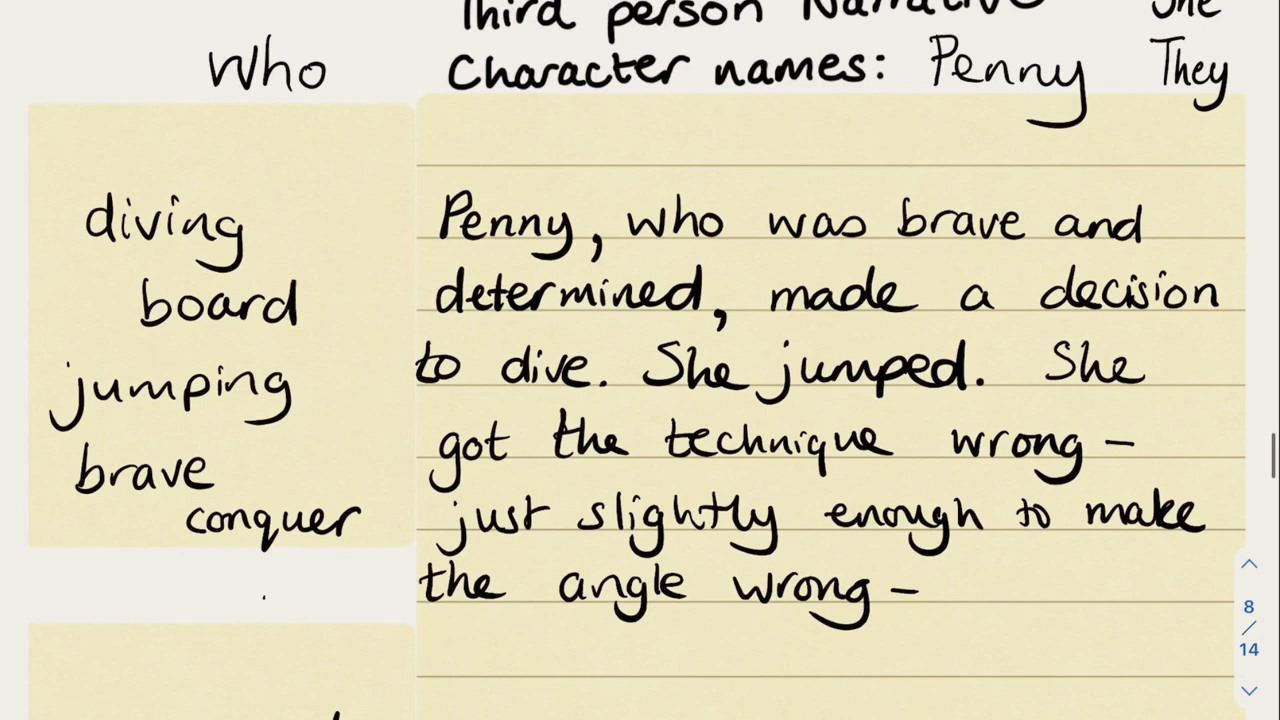 Third person Narrative She
Who
Character names: Penny They
diving
board
jumping
brave
conquer
Penny, who was brave and
determined, made a decision
to dive. She jumped. She
got the technique wrong –
just slightly enough to make
the angle wrong –
8
/
14